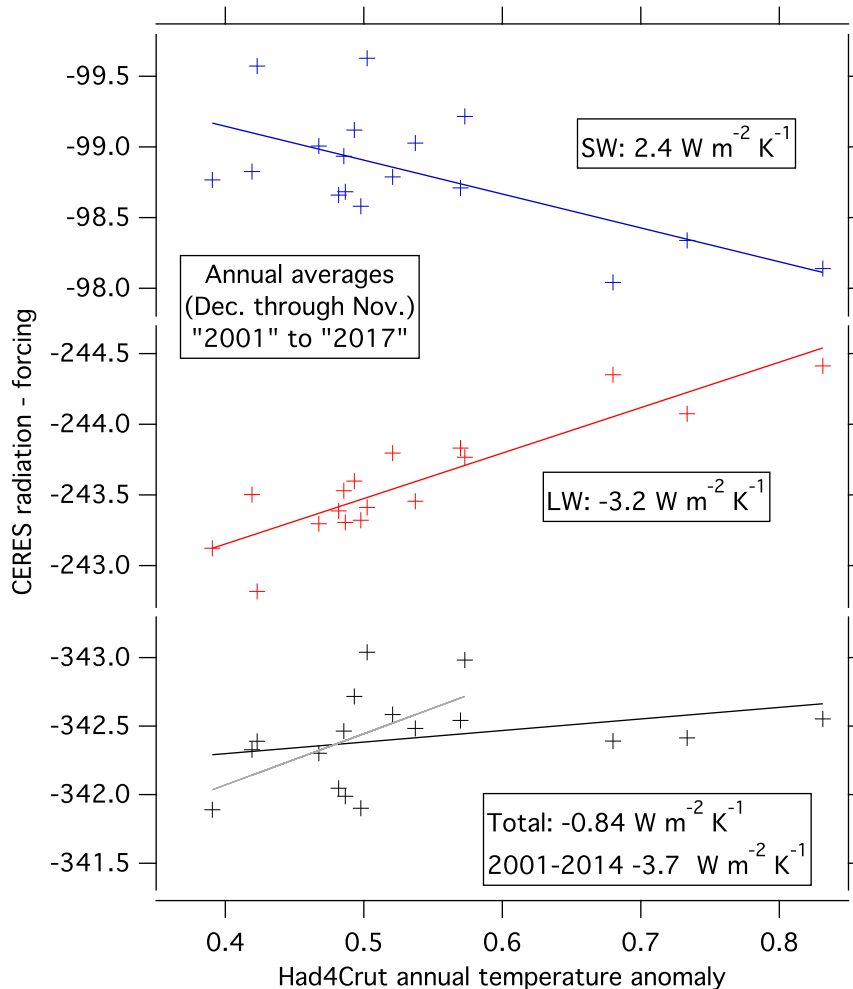 -99.5
-99.0
-98.5
-98.0
SW: 2.4 W m⁻² K⁻¹
Annual averages
(Dec. through Nov.)
"2001" to "2017"
CERES radiation - forcing
-244.5
-244.0
-243.5
-243.0
LW: -3.2 W m⁻² K⁻¹
-343.0
-342.5
-342.0
-341.5
Total: -0.84 W m⁻² K⁻¹
2001-2014 -3.7 W m⁻² K⁻¹
0.4 0.5 0.6 0.7 0.8
Had4Crut annual temperature anomaly